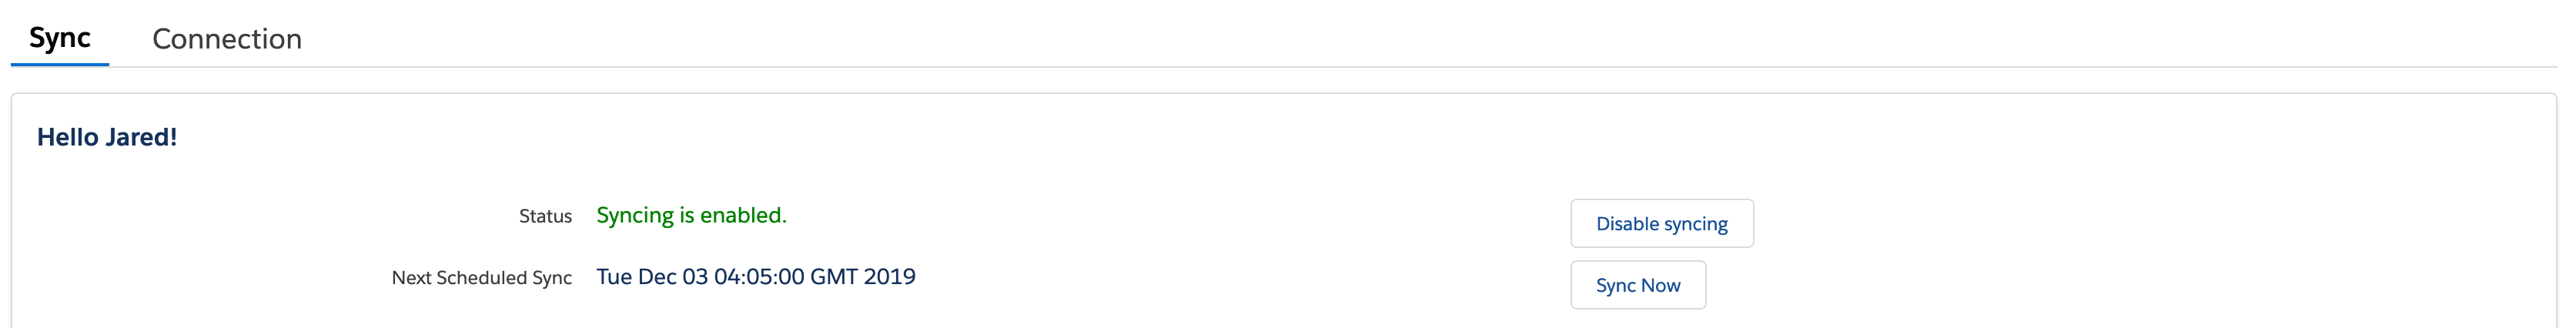 Sync Connection
Hello Jared!
Status Syncing is enabled. Disable syncing
Next Scheduled Sync Tue Dec 03 04:05:00 GMT 2019 Sync Now